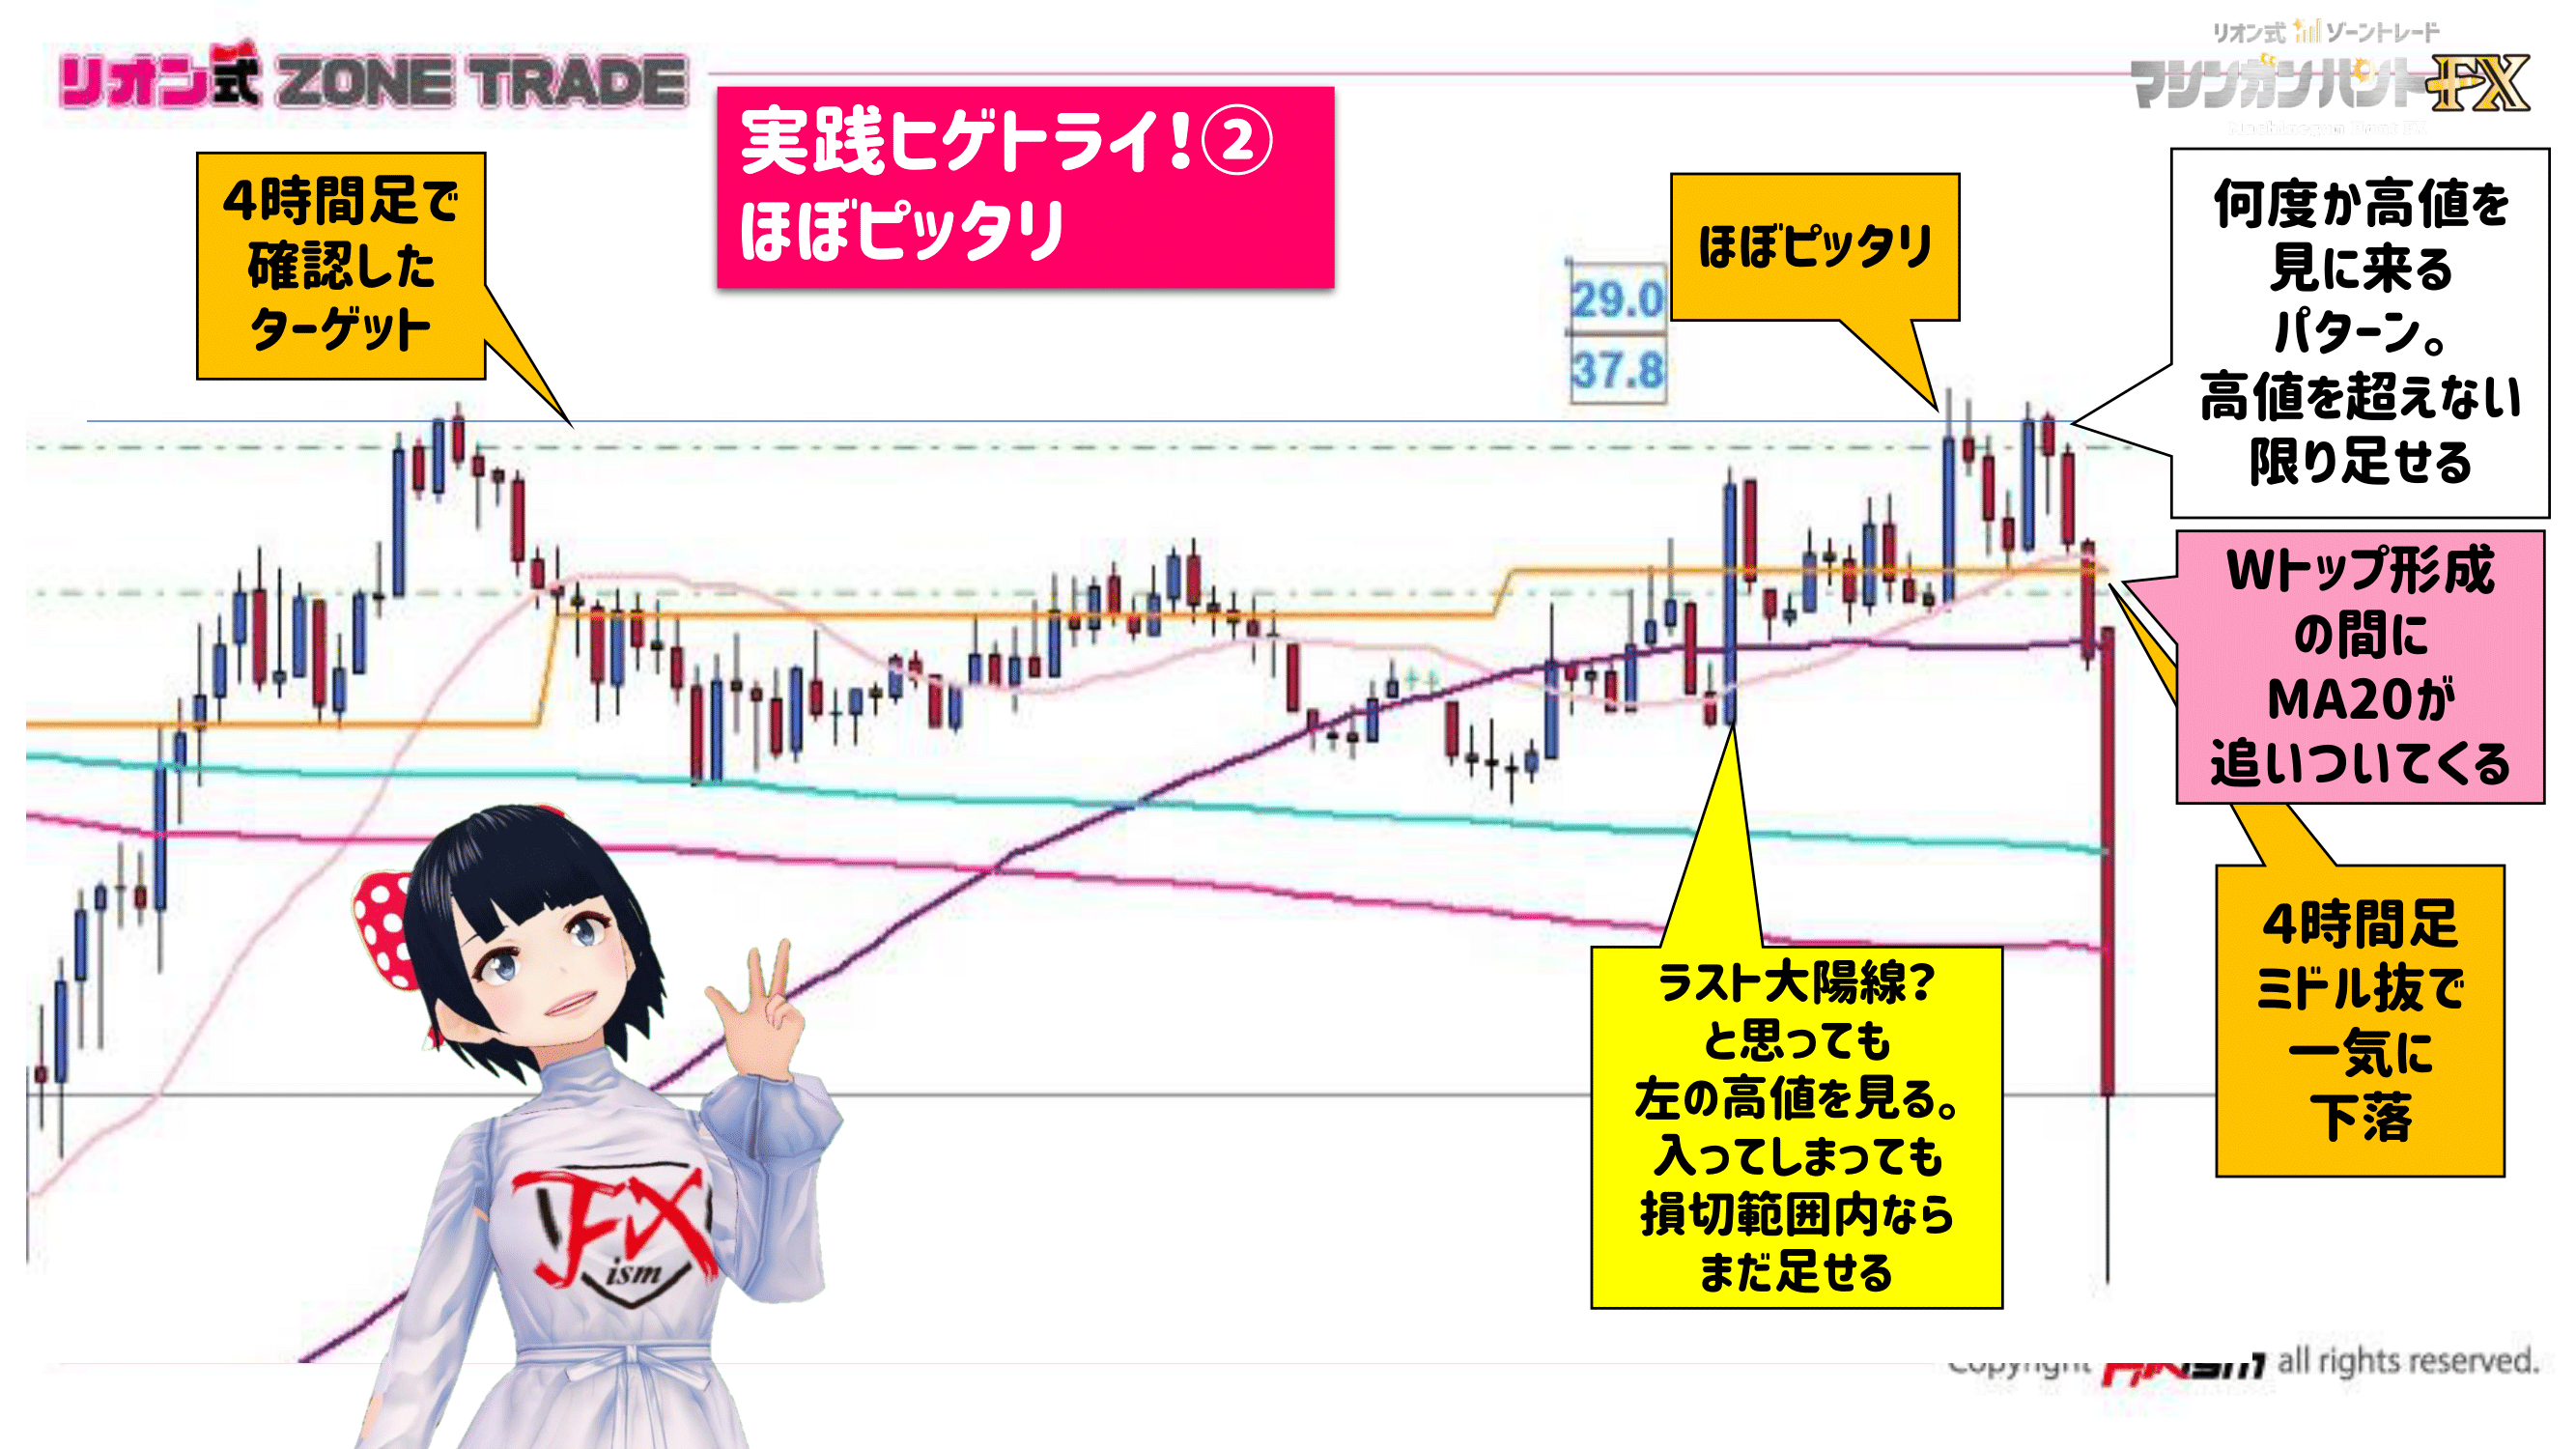 リオン式 ZONE TRADE
リオン式 ゾーントレード
マシンガンバントFX
実践ヒゲトライ！②
ほぼピッタリ
4時間足で
確認した
ターゲット
29.0
37.8
ほぼピッタリ
何度か高値を
見に来る
パターン。
高値を超えない
限り足せる
Wトップ形成
の間に
MA20が
追いついてくる
4時間足
ミドル抜で
一気に
下落
ラスト大陽線？
と思っても
左の高値を見る。
入ってしまっても
損切範囲内なら
まだ足せる
FX
ism
Copyright FXism all rights reserved.